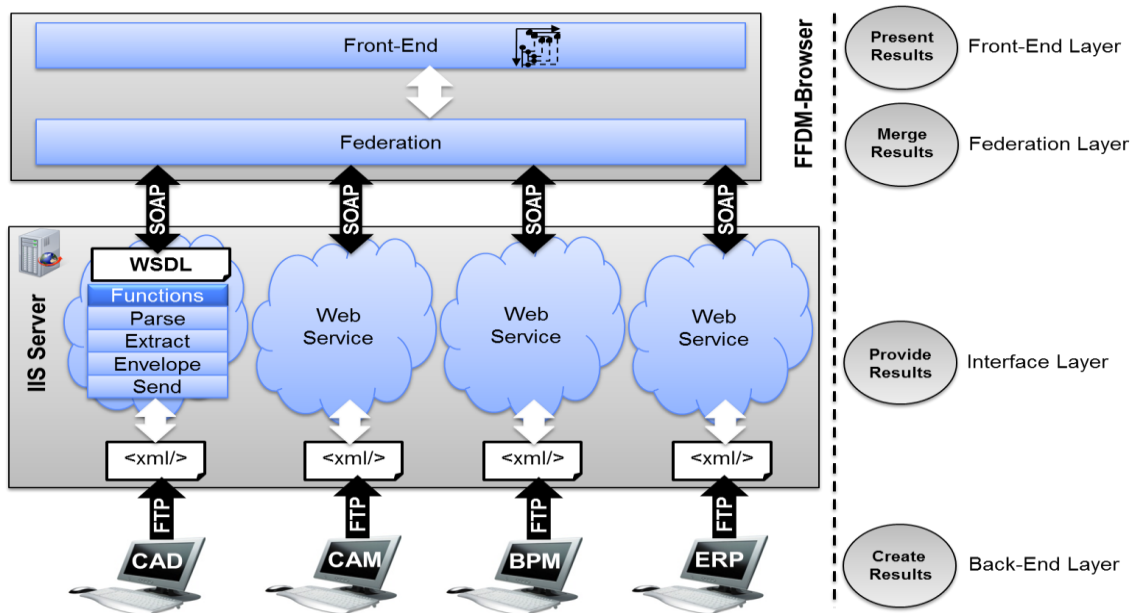 Front-End
Present
Results
Front-End Layer
FFDM-Browser
Federation
Merge
Results
Federation Layer
SOAP
SOAP
SOAP
SOAP
IIS Server
WSDL
Functions
Parse
Extract
Envelope
Send
Web
Service
Web
Service
Web
Service
Provide
Results
Interface Layer
<xml/>
<xml/>
<xml/>
<xml/>
FTP
FTP
FTP
FTP
CAD
CAM
BPM
ERP
Create
Results
Back-End Layer